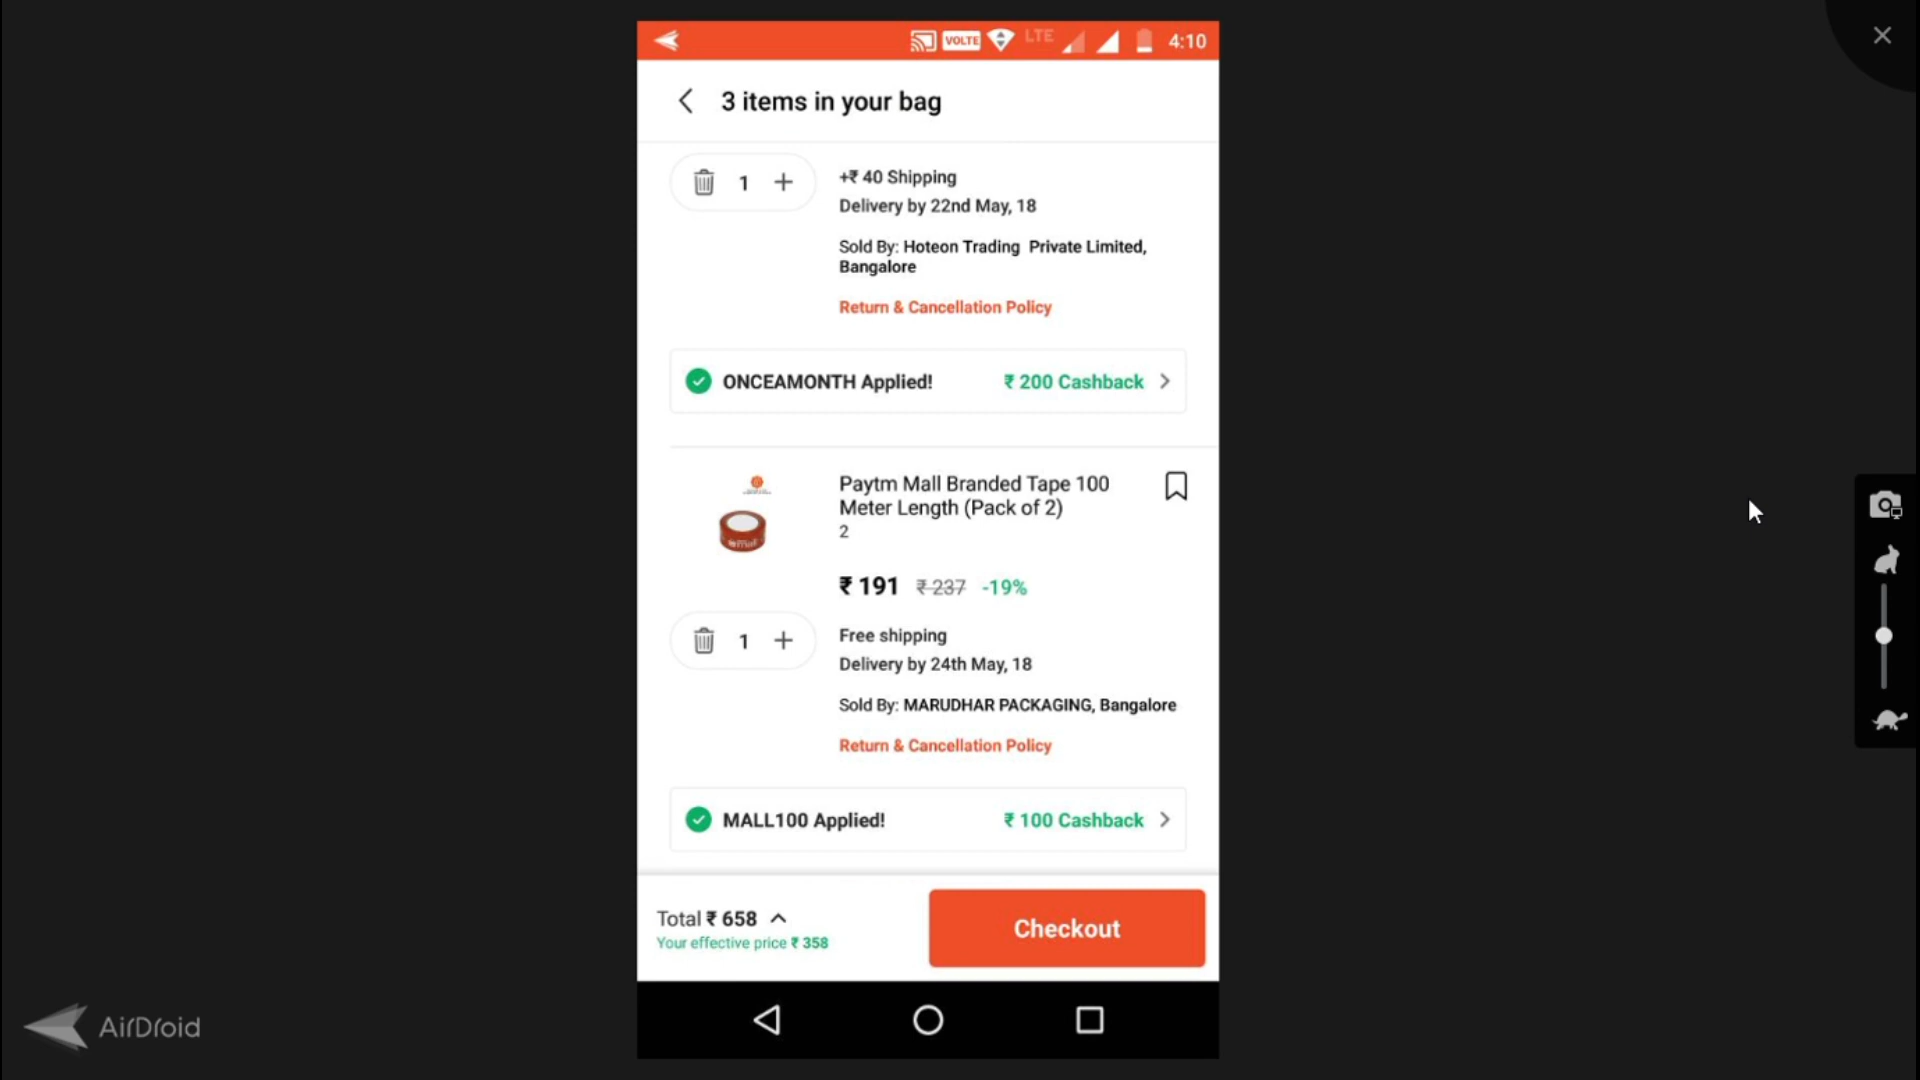 VOLTE LTE 4:10
3 items in your bag
1 +
+₹ 40 Shipping
Delivery by 22nd May, 18
Sold By: Hoteon Trading Private Limited,
Bangalore
Return & Cancellation Policy
ONCEAMONTH Applied! ₹ 200 Cashback
Paytm Mall Branded Tape 100
Meter Length (Pack of 2)
2
mall
₹ 191 ₹ 237 -19%
1 +
Free shipping
Delivery by 24th May, 18
Sold By: MARUDHAR PACKAGING, Bangalore
Return & Cancellation Policy
MALL100 Applied! ₹ 100 Cashback
Total ₹ 658
Your effective price ₹ 358
Checkout
AirDroid